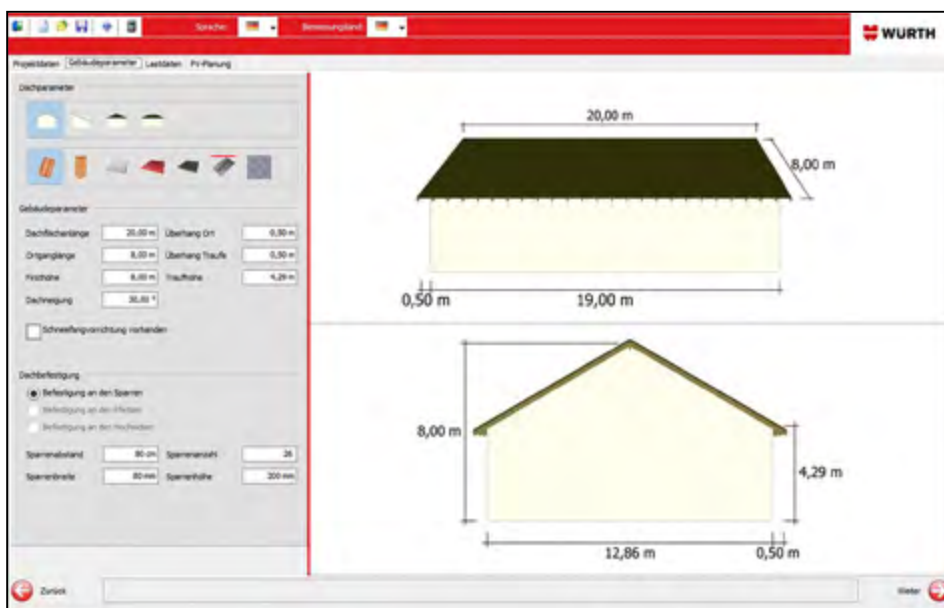 Sprache:
Bemessungsland:
WURTH
Projektdaten Gebäudeparameter Lastdaten PV-Planung
Dachparameter
Gebäudeparameter
Dachflächenlänge 20,00 m Überhang Ort 0,50 m
Ortganglänge 8,00 m Überhang Traufe 0,50 m
Firsthöhe 8,00 m Traufhöhe 4,29 m
Dachneigung 30,00 °
Schneefangvorrichtung vorhanden
Dachbefestigung
Befestigung an den Sparren
Befestigung an den Pfetten
Befestigung an den
Sparrenabstand 80 cm Sparrenanzahl 26
Sparrenbreite 80 mm Sparrenhöhe 200 mm
20,00 m
8,00 m
0,50 m
19,00 m
8,00 m
4,29 m
12,86 m
0,50 m
Zurück
Weiter